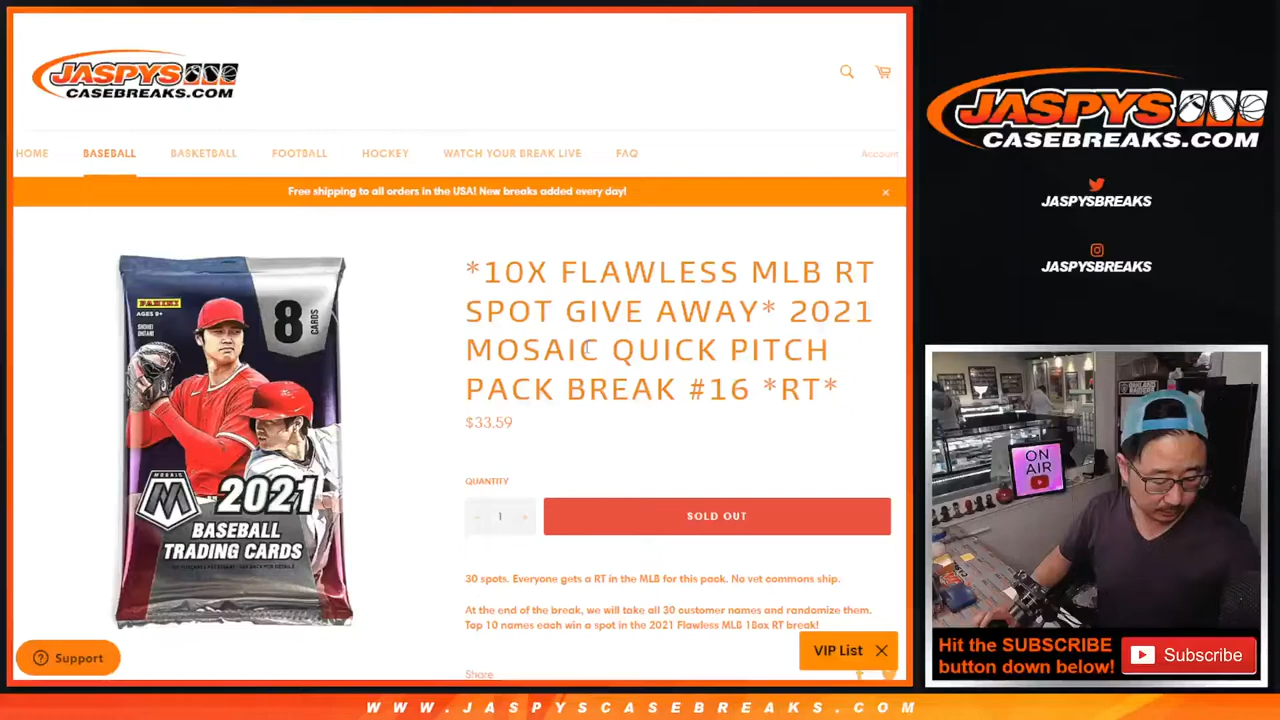 JASPYS
CASEBREAKS.COM
HOME BASEBALL BASKETBALL FOOTBALL HOCKEY WATCH YOUR BREAK LIVE FAQ Account
Free shipping to all orders in the USA! New breaks added every day! ×
PANINI
AGES 9+
SHOHEI
OHTANI
8 CARDS
MOSAIC
M
2021
BASEBALL
TRADING CARDS
*10X FLAWLESS MLB RT
SPOT GIVE AWAY* 2021
MOSAIC QUICK PITCH
PACK BREAK #16 *RT*
$33.59
QUANTITY
- 1 +
SOLD OUT
30 spots. Everyone gets a RT in the MLB for this pack. No vet commons ship.
At the end of the break, we will take all 30 customer names and randomize them.
Top 10 names each win a spot in the 2021 Flawless MLB 1Box RT break!
Share
? Support
VIP List ×
JASPYS
CASEBREAKS.COM
JASPYSBREAKS
JASPYSBREAKS
ON
AIR
OAKLAND
RAIDERS
Hit the SUBSCRIBE
button down below!
Subscribe
WWW.JASPYSCASEBREAKS.COM